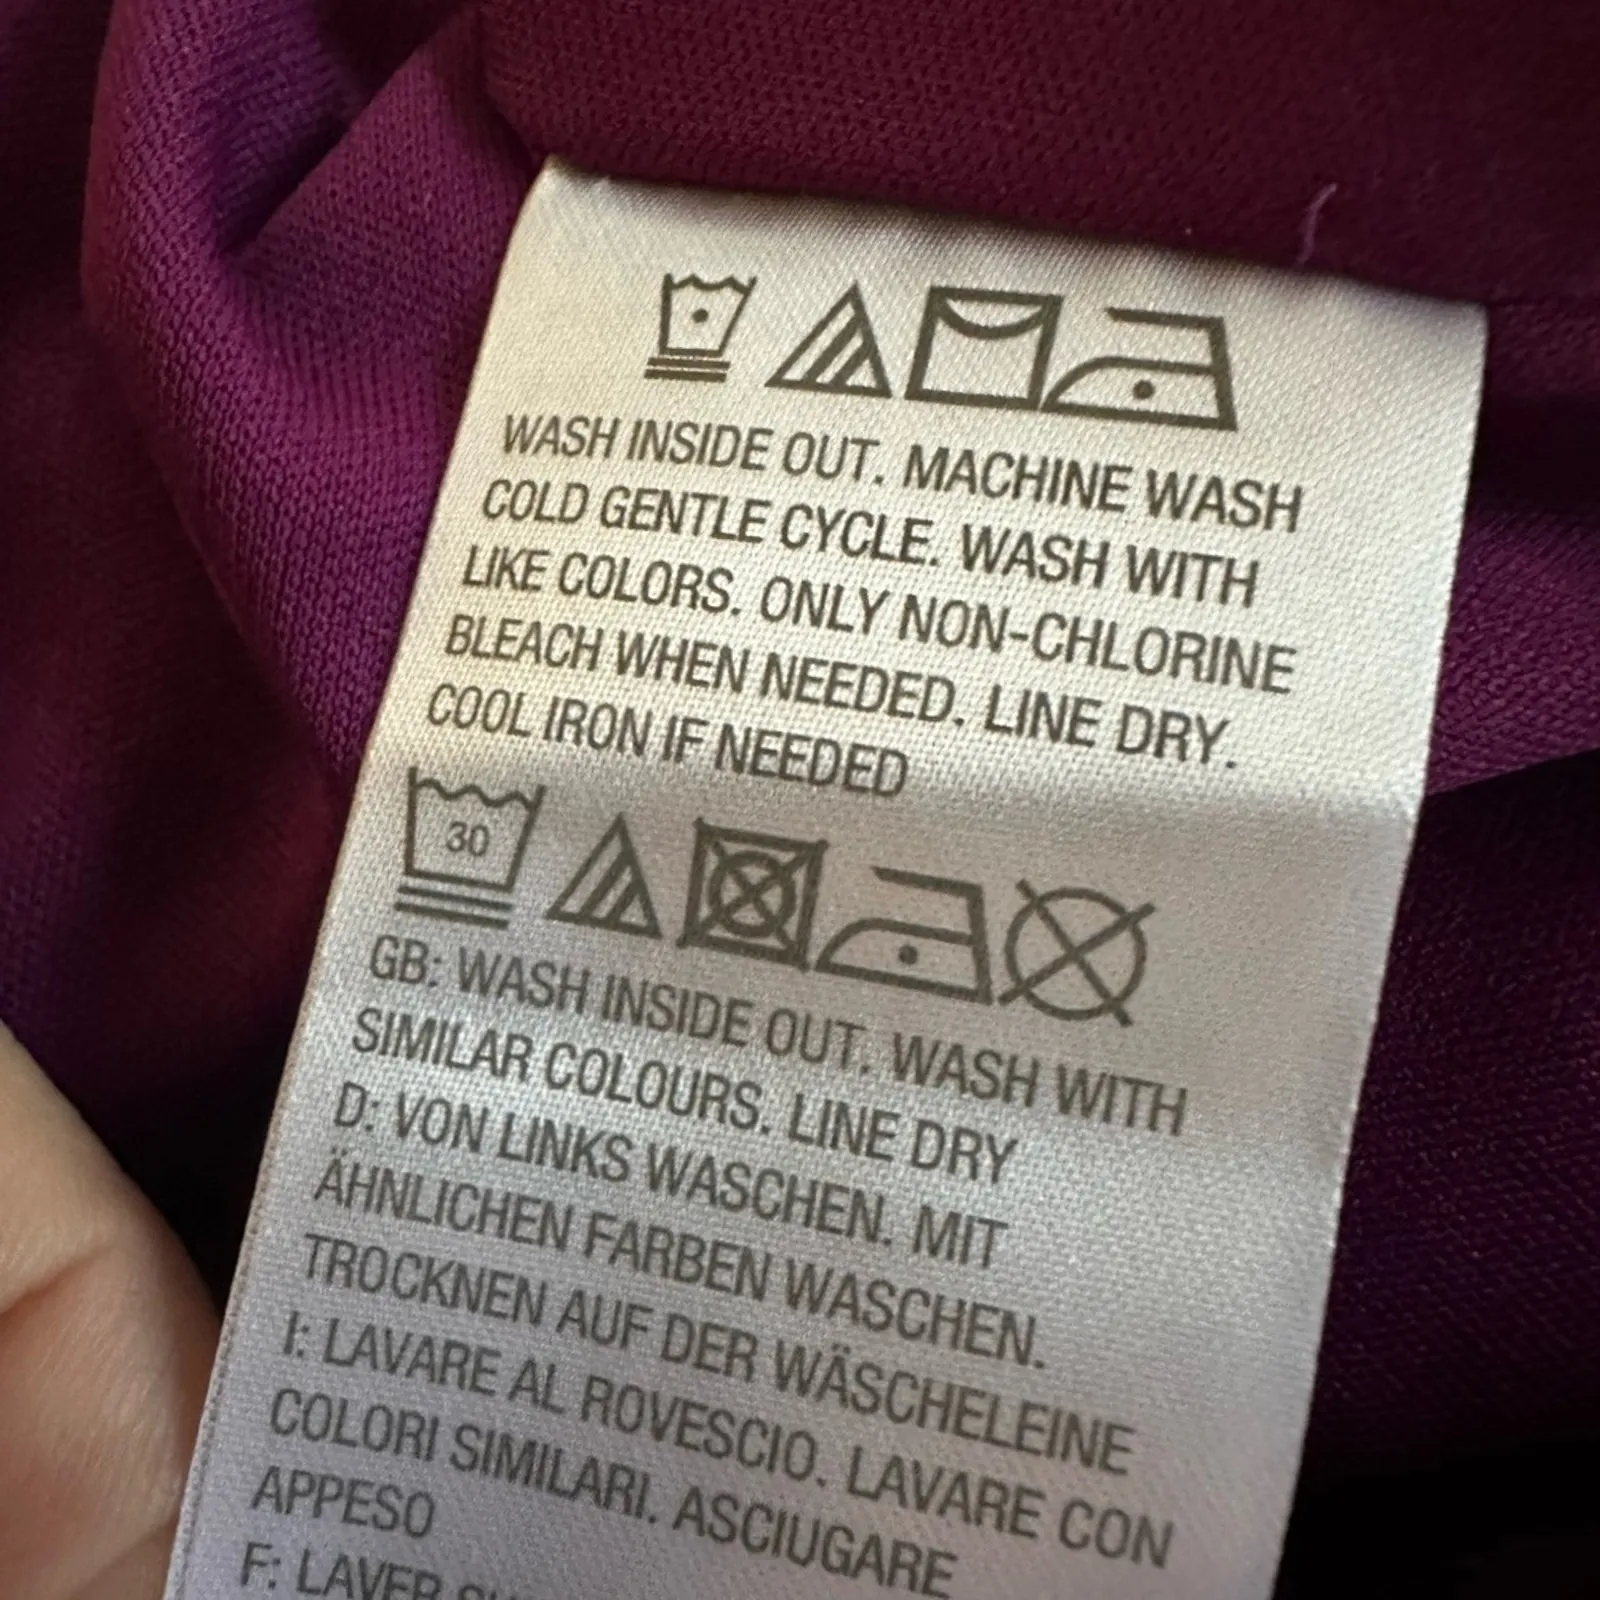 WASH INSIDE OUT. MACHINE WASH
COLD GENTLE CYCLE. WASH WITH
LIKE COLORS. ONLY NON-CHLORINE
BLEACH WHEN NEEDED. LINE DRY.
COOL IRON IF NEEDED
30
GB: WASH INSIDE OUT. WASH WITH
SIMILAR COLOURS. LINE DRY
D: VON LINKS WASCHEN. MIT
ÄHNLICHEN FARBEN WASCHEN.
TROCKNEN AUF DER WÄSCHELEINE
I: LAVARE AL ROVESCIO. LAVARE CON
COLORI SIMILARI. ASCIUGARE
APPESO
F: LAVER